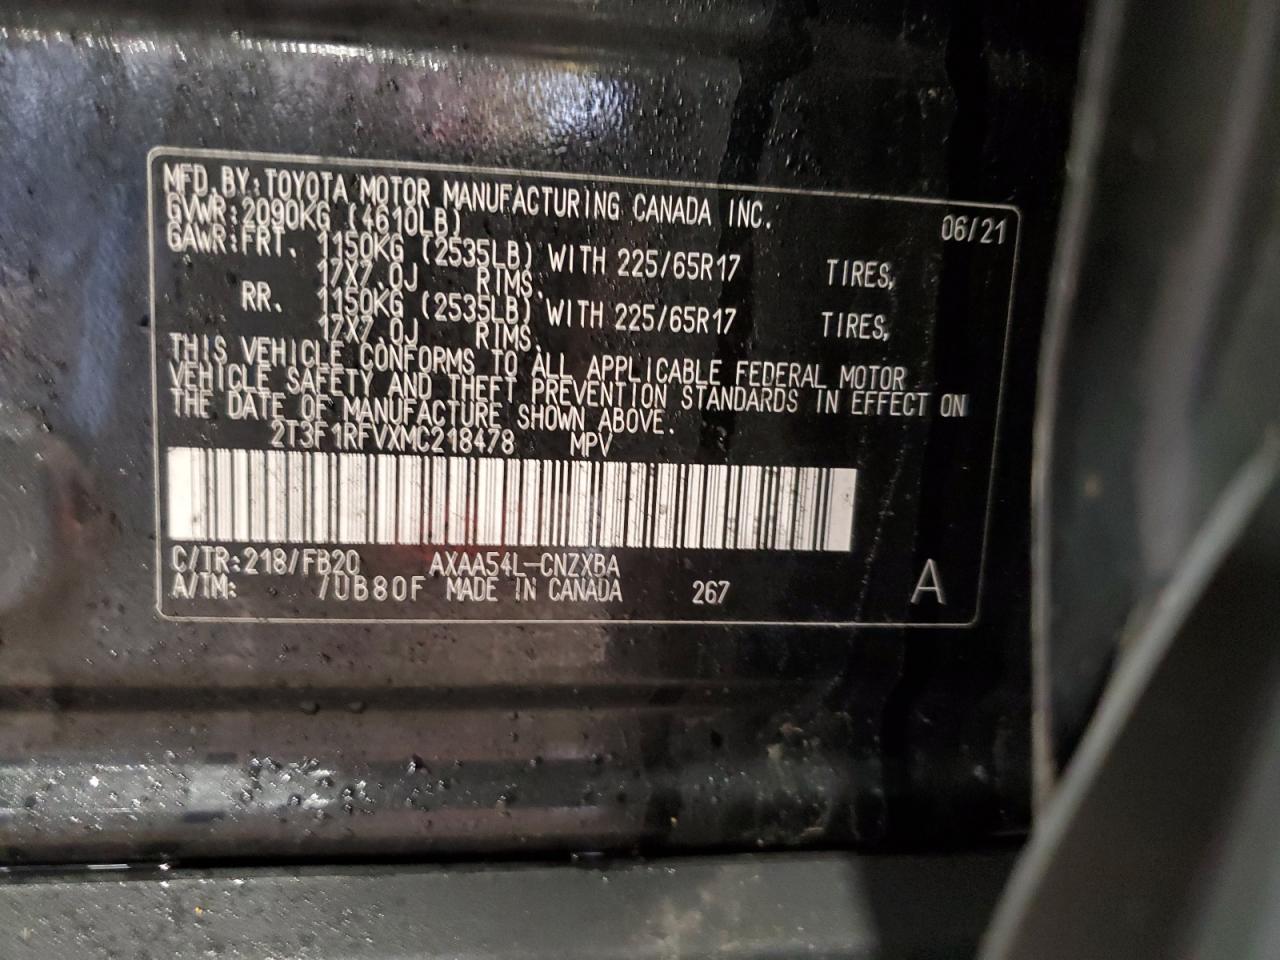 MFD.BY:TOYOTA MOTOR MANUFACTURING CANADA INC. 06/21
GVWR:2090KG (4610LB)
GAWR:FRT. 1150KG (2535LB) WITH 225/65R17 TIRES,
17X7.0J RIMS.
RR. 1150KG (2535LB) WITH 225/65R17 TIRES,
17X7.0J RIMS.
THIS VEHICLE CONFORMS TO ALL APPLICABLE FEDERAL MOTOR
VEHICLE SAFETY AND THEFT PREVENTION STANDARDS IN EFFECT ON
THE DATE OF MANUFACTURE SHOWN ABOVE.
2T3F1RFVXMC218478 MPV
C/TR:218/FB20 AXAA54L-CNZXBA
A/TM: /UB80F MADE IN CANADA 267 A